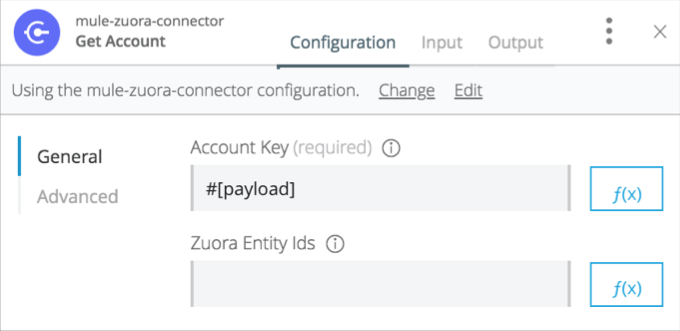 mule-zuora-connector
Get Account
Configuration Input Output
Using the mule-zuora-connector configuration. Change Edit
General
Advanced
Account Key (required)
#[payload]
f(x)
Zuora Entity Ids
f(x)